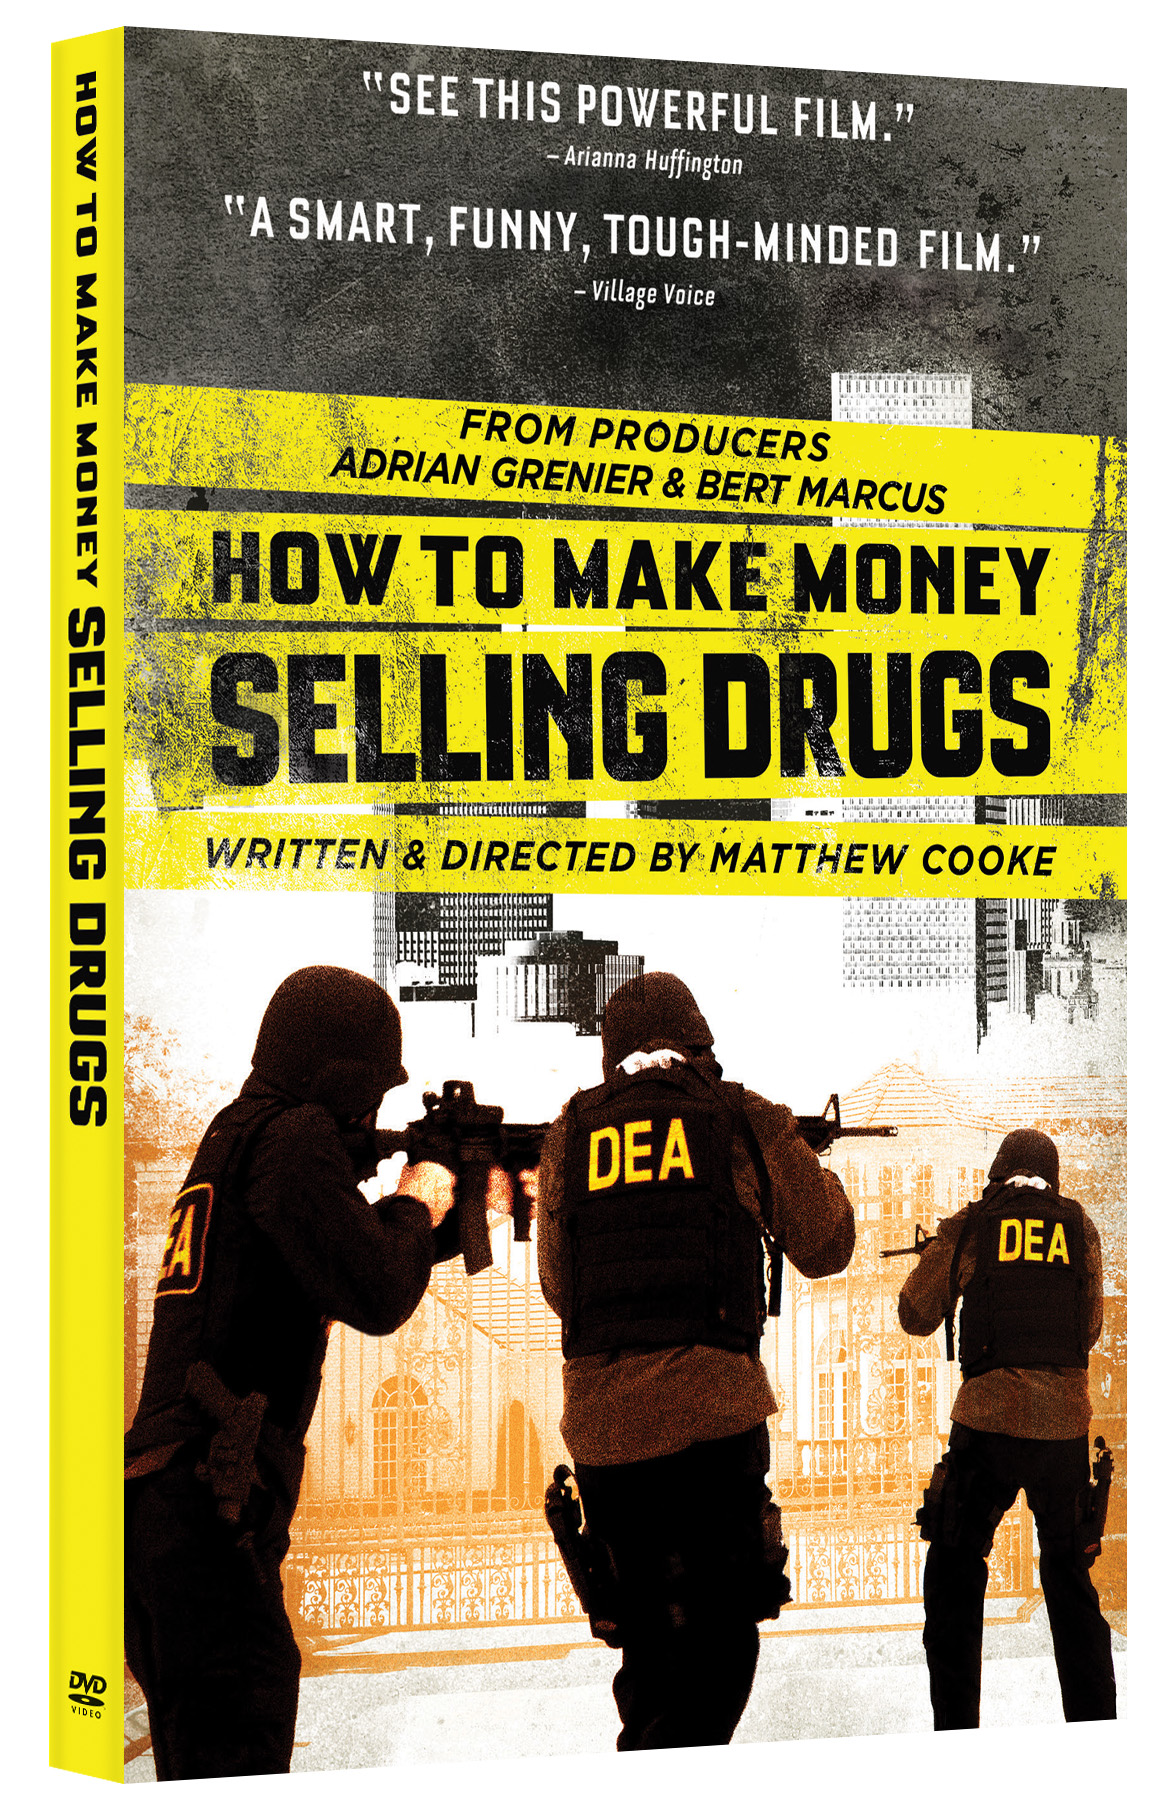 “SEE THIS POWERFUL FILM.”
– Arianna Huffington
“A SMART, FUNNY, TOUGH-MINDED FILM.”
– Village Voice
FROM PRODUCERS
ADRIAN GRENIER & BERT MARCUS
HOW TO MAKE MONEY
SELLING DRUGS
WRITTEN & DIRECTED BY MATTHEW COOKE
DEA
DEA
EA
HOW TO MAKE MONEY SELLING DRUGS
DVD
VIDEO